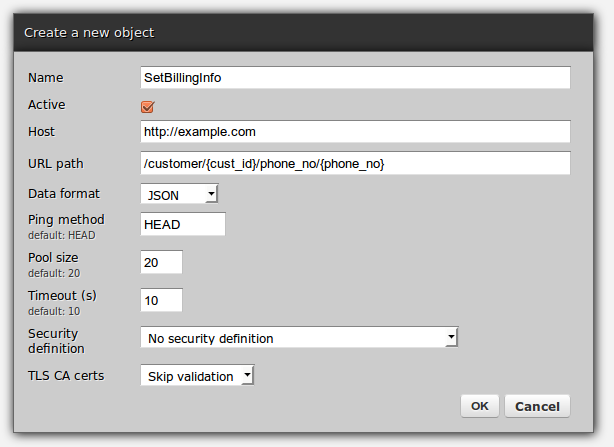 Create a new object
Name
SetBillingInfo
Active
Host
http://example.com
URL path
/customer/{cust_id}/phone_no/{phone_no}
Data format
JSON
Ping method
default: HEAD
HEAD
Pool size
default: 20
20
Timeout (s)
default: 10
10
Security
definition
No security definition
TLS CA certs
Skip validation
OK
Cancel